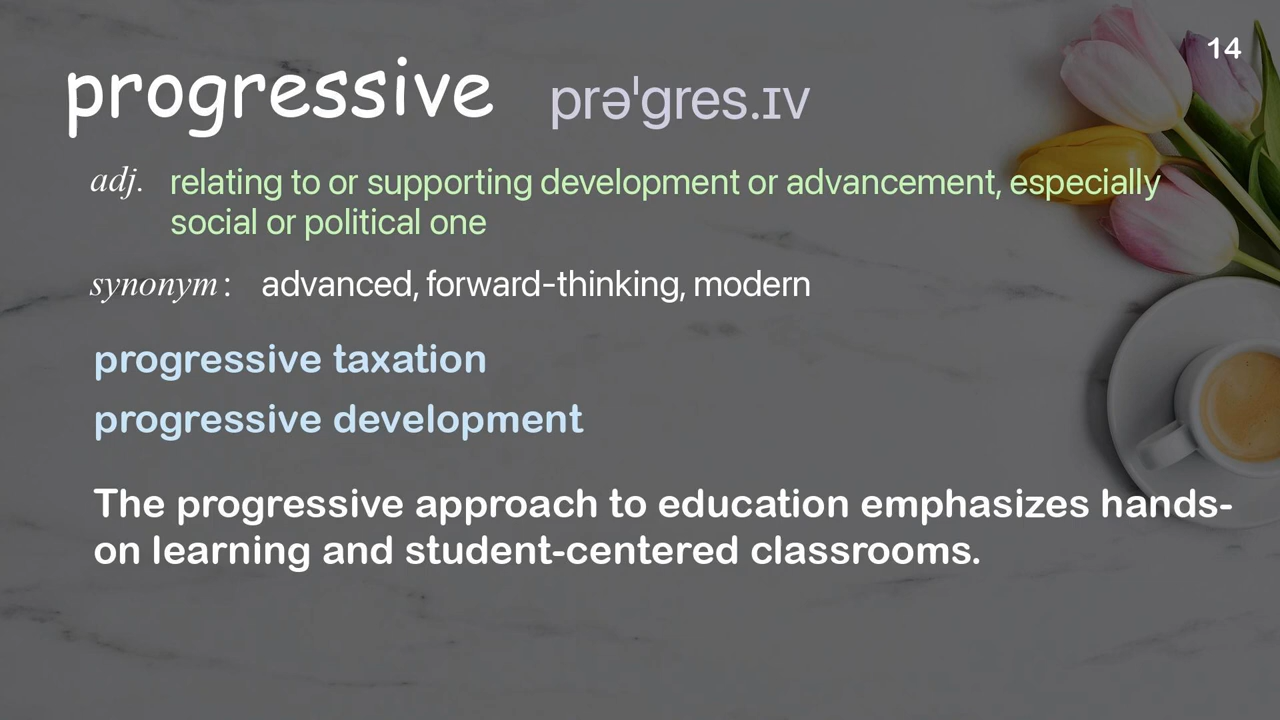 14
progressive prəˈgres.ɪv
adj. relating to or supporting development or advancement, especially
social or political one
synonym : advanced, forward-thinking, modern
progressive taxation
progressive development
The progressive approach to education emphasizes hands-
on learning and student-centered classrooms.